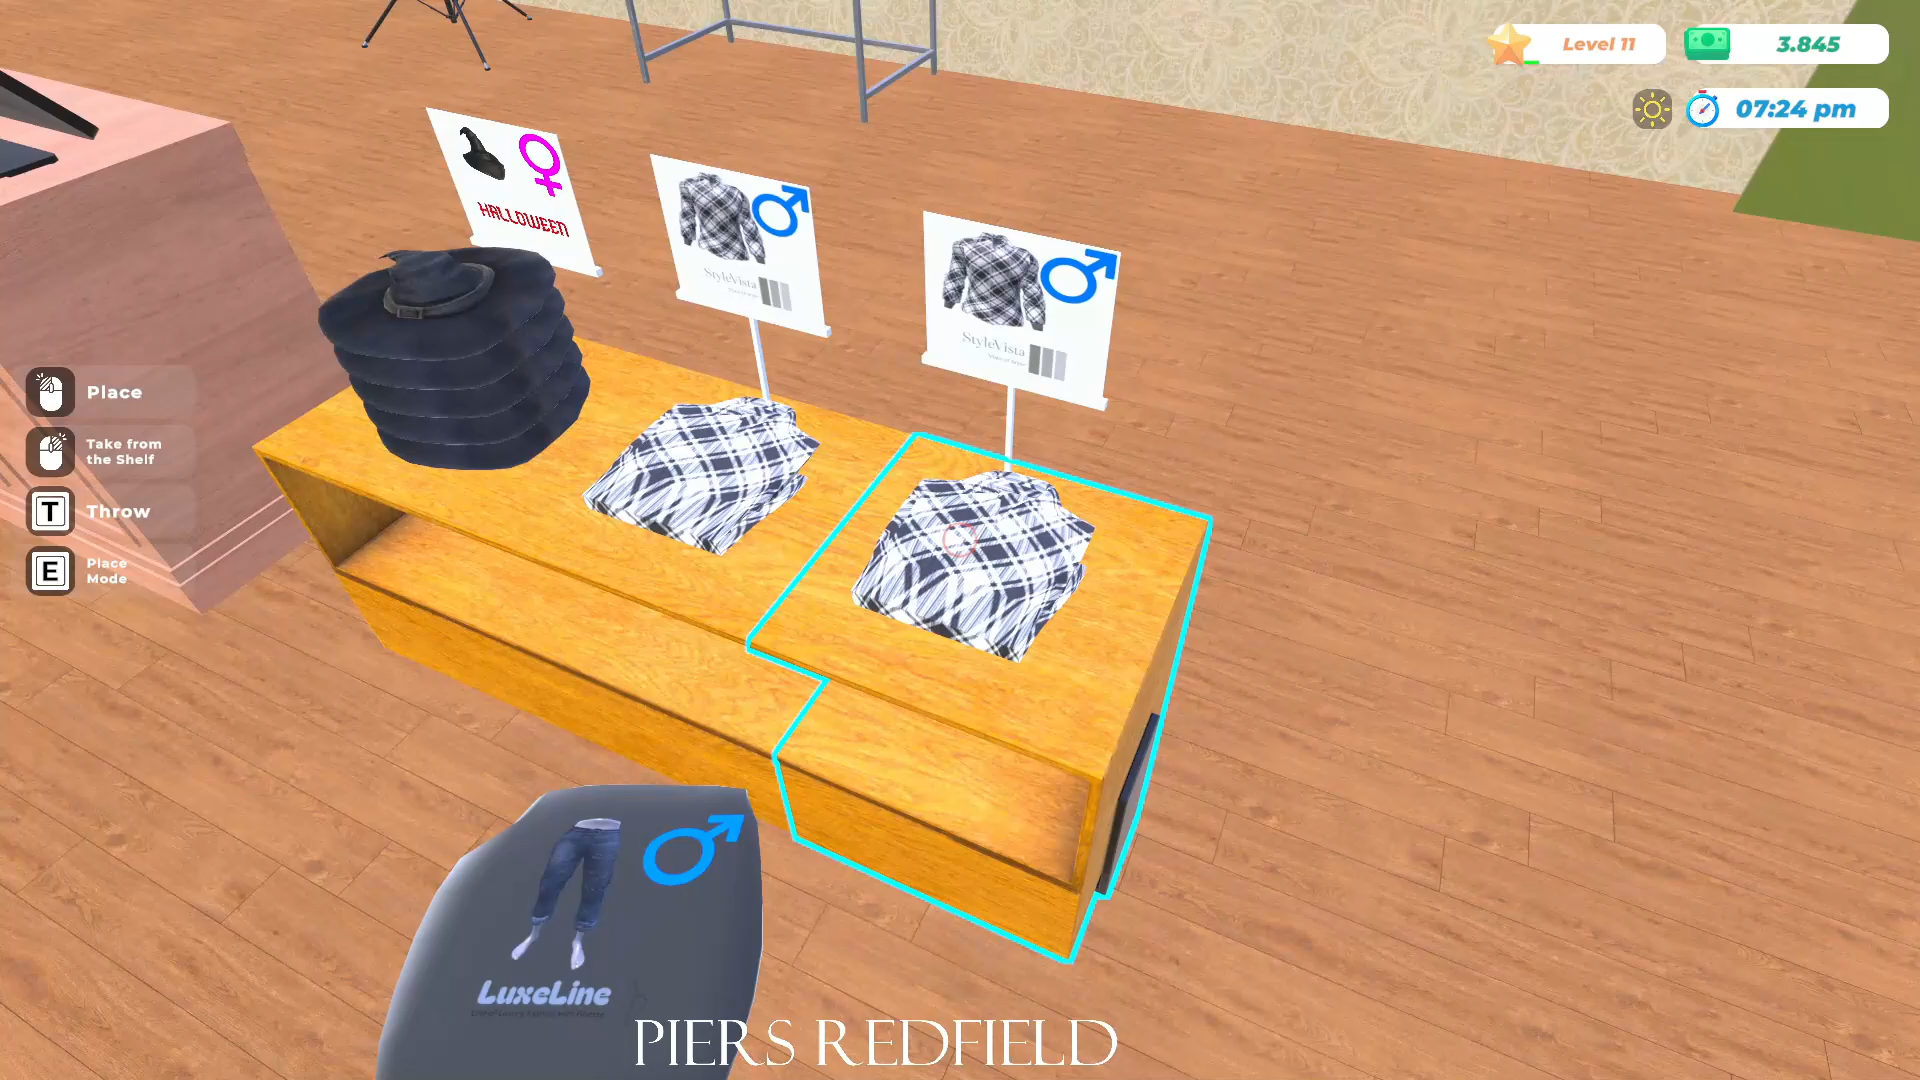 Level 11
3.845
07:24 pm
HALLOWEEN
StyleVista
StyleVista
Place
Take from
the Shelf
T
Throw
E
Place
Mode
LuxeLine
PIERS REDFIELD